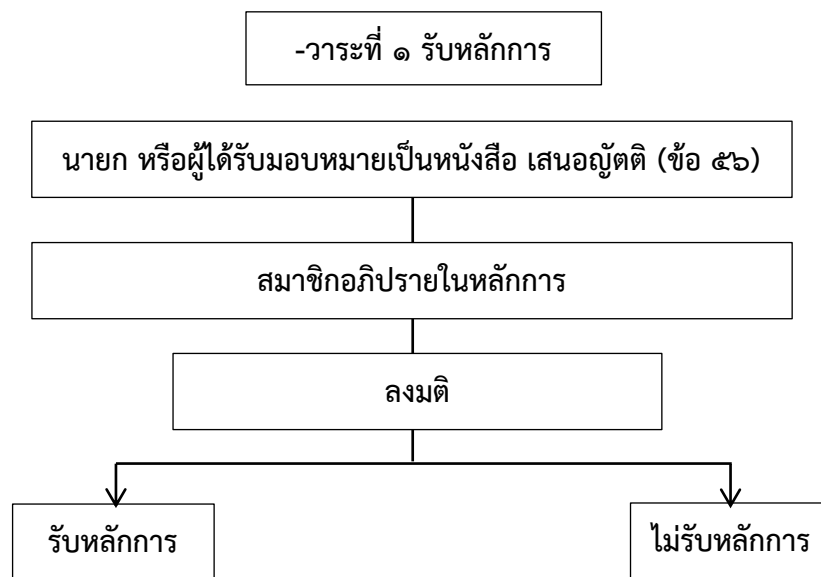 -วาระที่ ๑ รับหลักการ
นายก หรือผู้ได้รับมอบหมายเป็นหนังสือ เสนอญัตติ (ข้อ ๕๖)
สมาชิกอภิปรายในหลักการ
ลงมติ
รับหลักการ
ไม่รับหลักการ